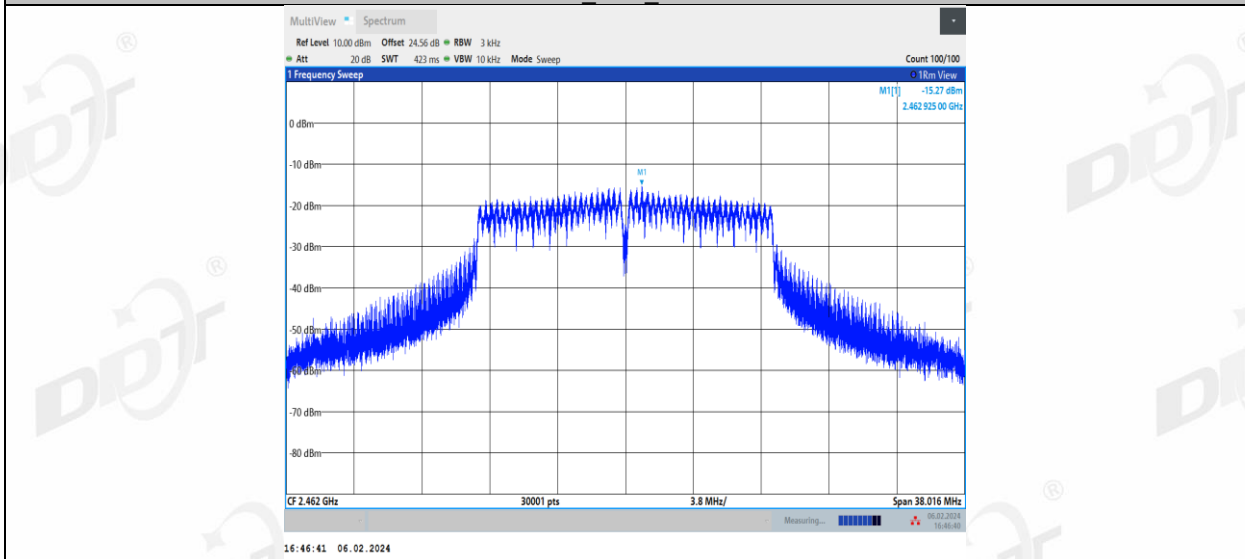 MultiView Spectrum
Ref Level 10.00 dBm Offset 24.56 dB RBW 3 kHz
Att 20 dB SWT 423 ms VBW 10 kHz Mode Sweep Count 100/100
1 Frequency Sweep 1Rm View
M1[1] -15.27 dBm
2.462 925 00 GHz
0 dBm
-10 dBm
M1
-20 dBm
-30 dBm
-40 dBm
-50 dBm
-60 dBm
-70 dBm
-80 dBm
CF 2.462 GHz 30001 pts 3.8 MHz/ Span 38.016 MHz
Measuring... 06.02.2024
16:46:40
16:46:41 06.02.2024
DDT ®
DDT
DDT ®
DDT
®